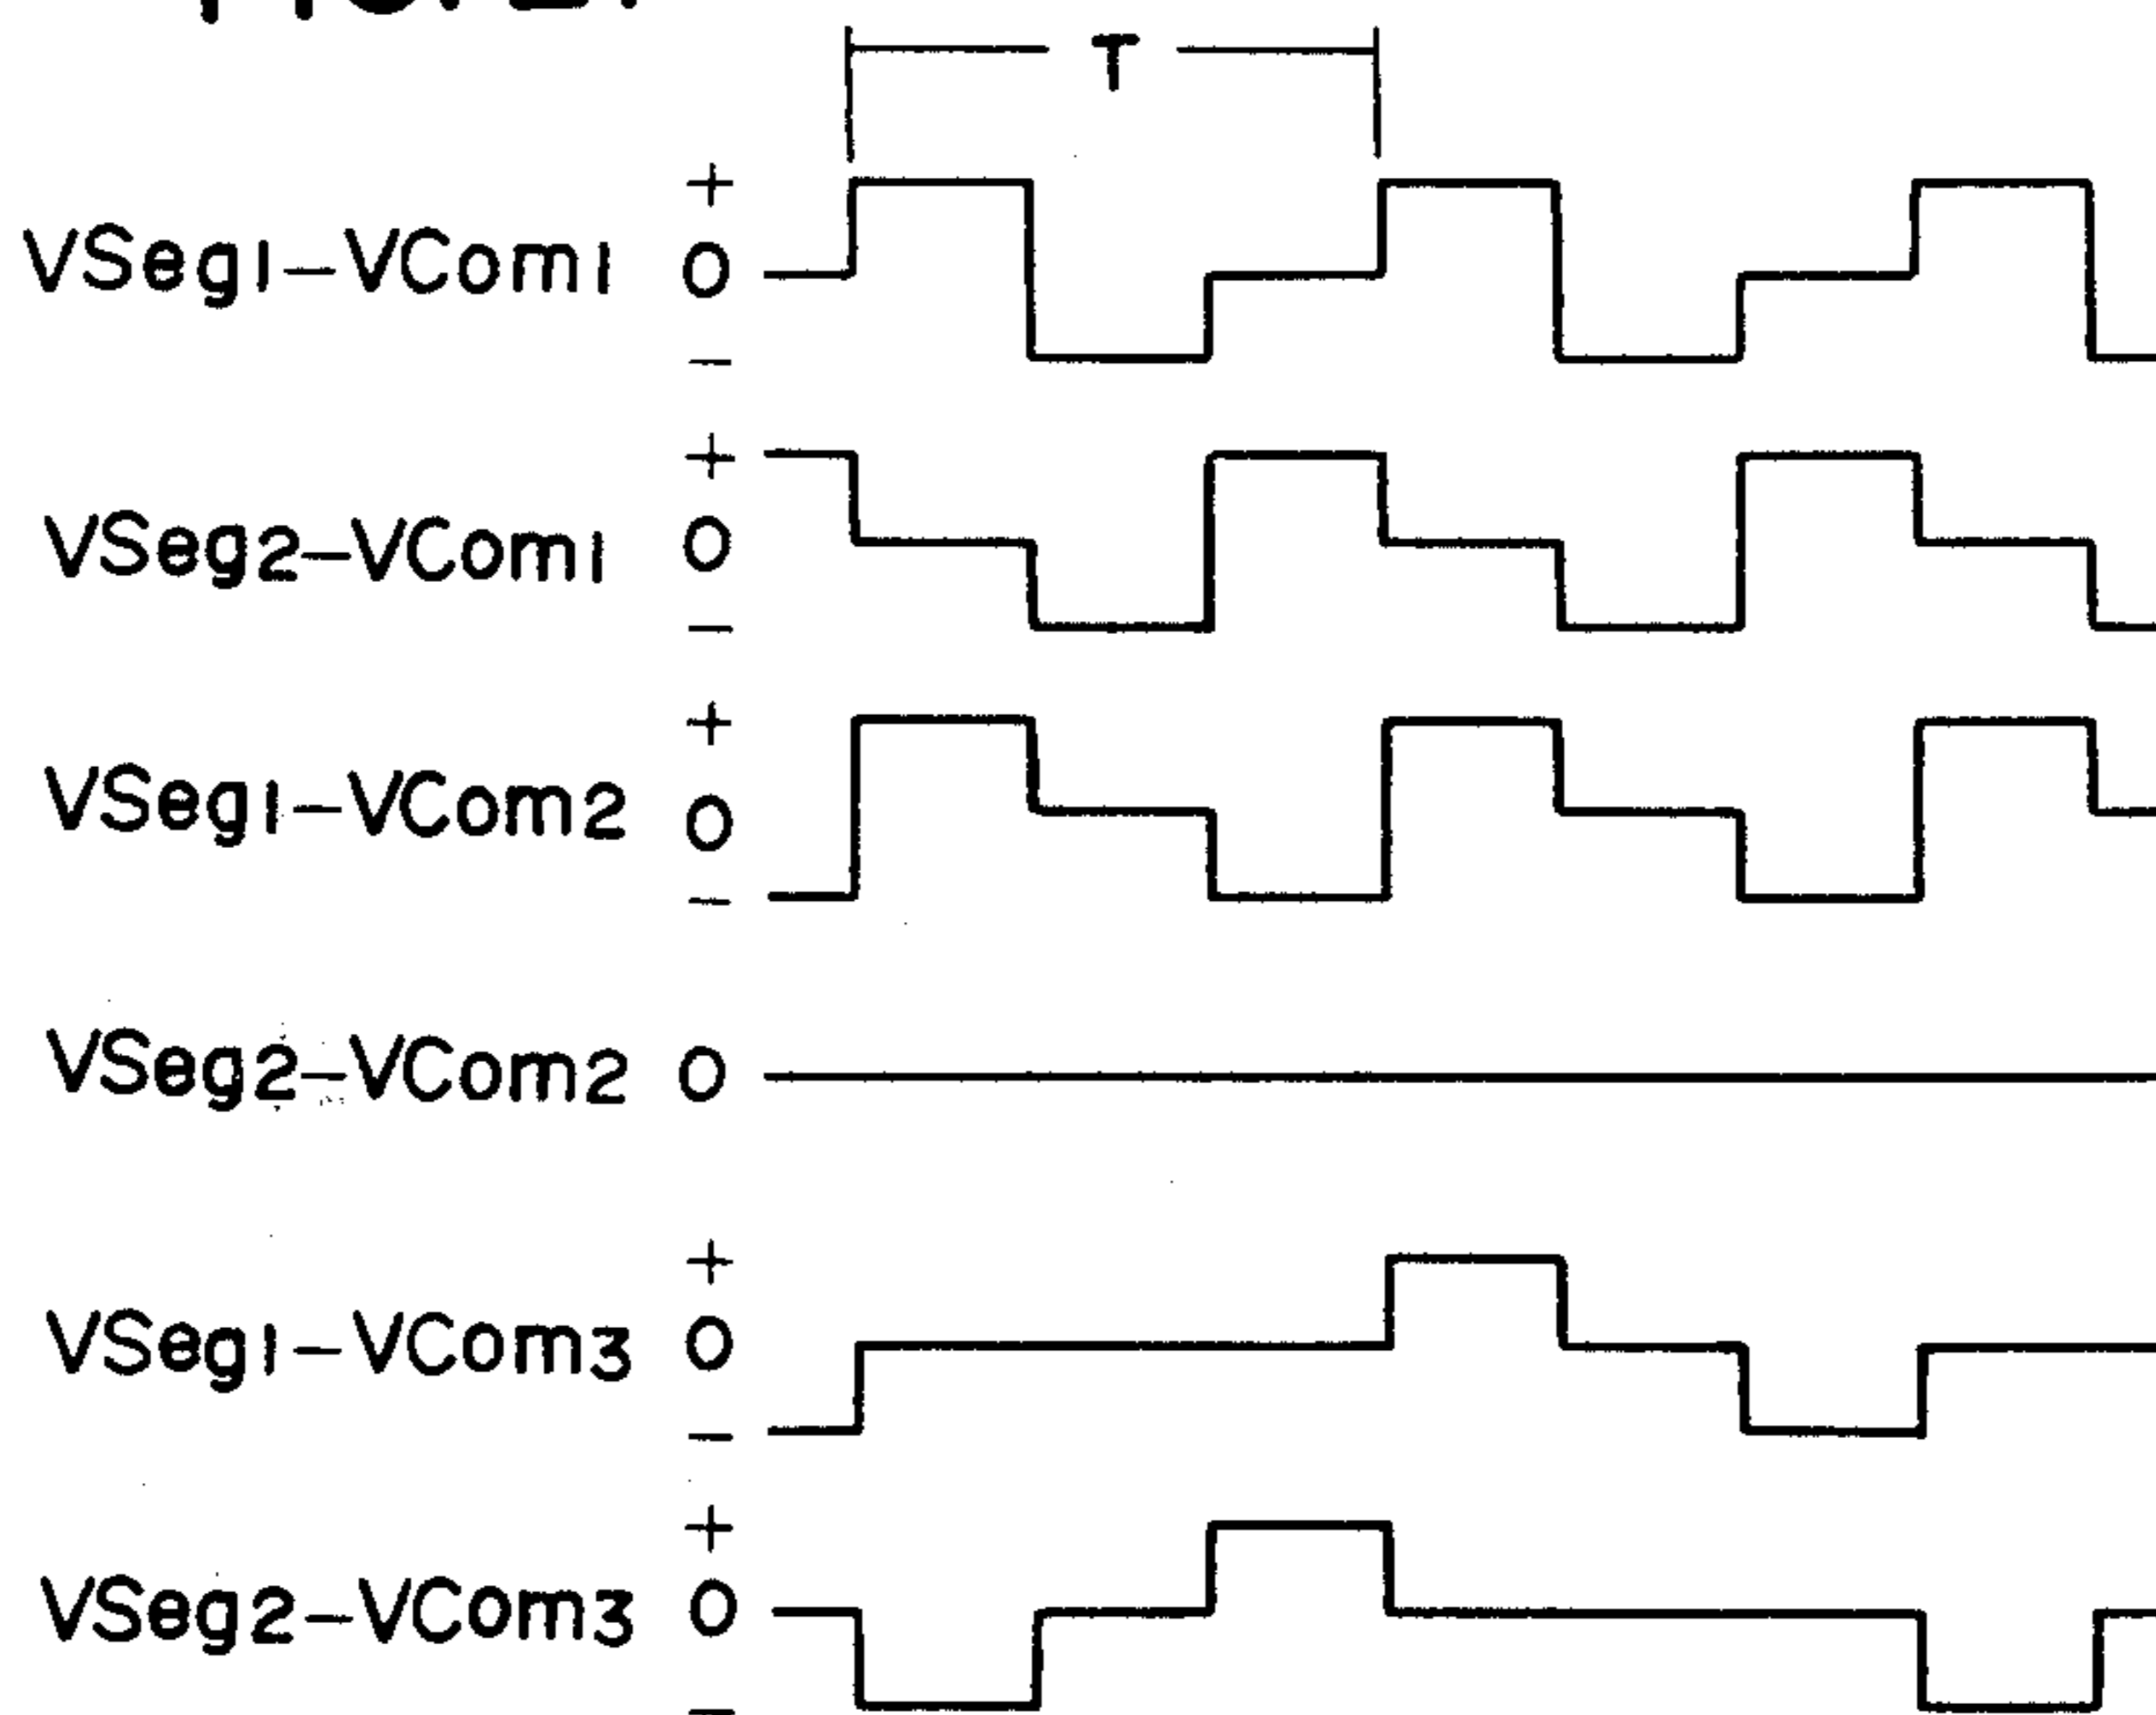 T
+
VSeg1-VCom1 0
-
+
VSeg2-VCom1 0
-
+
VSeg1-VCom2 0
-
VSeg2-VCom2 0
+
VSeg1-VCom3 0
-
+
VSeg2-VCom3 0
-